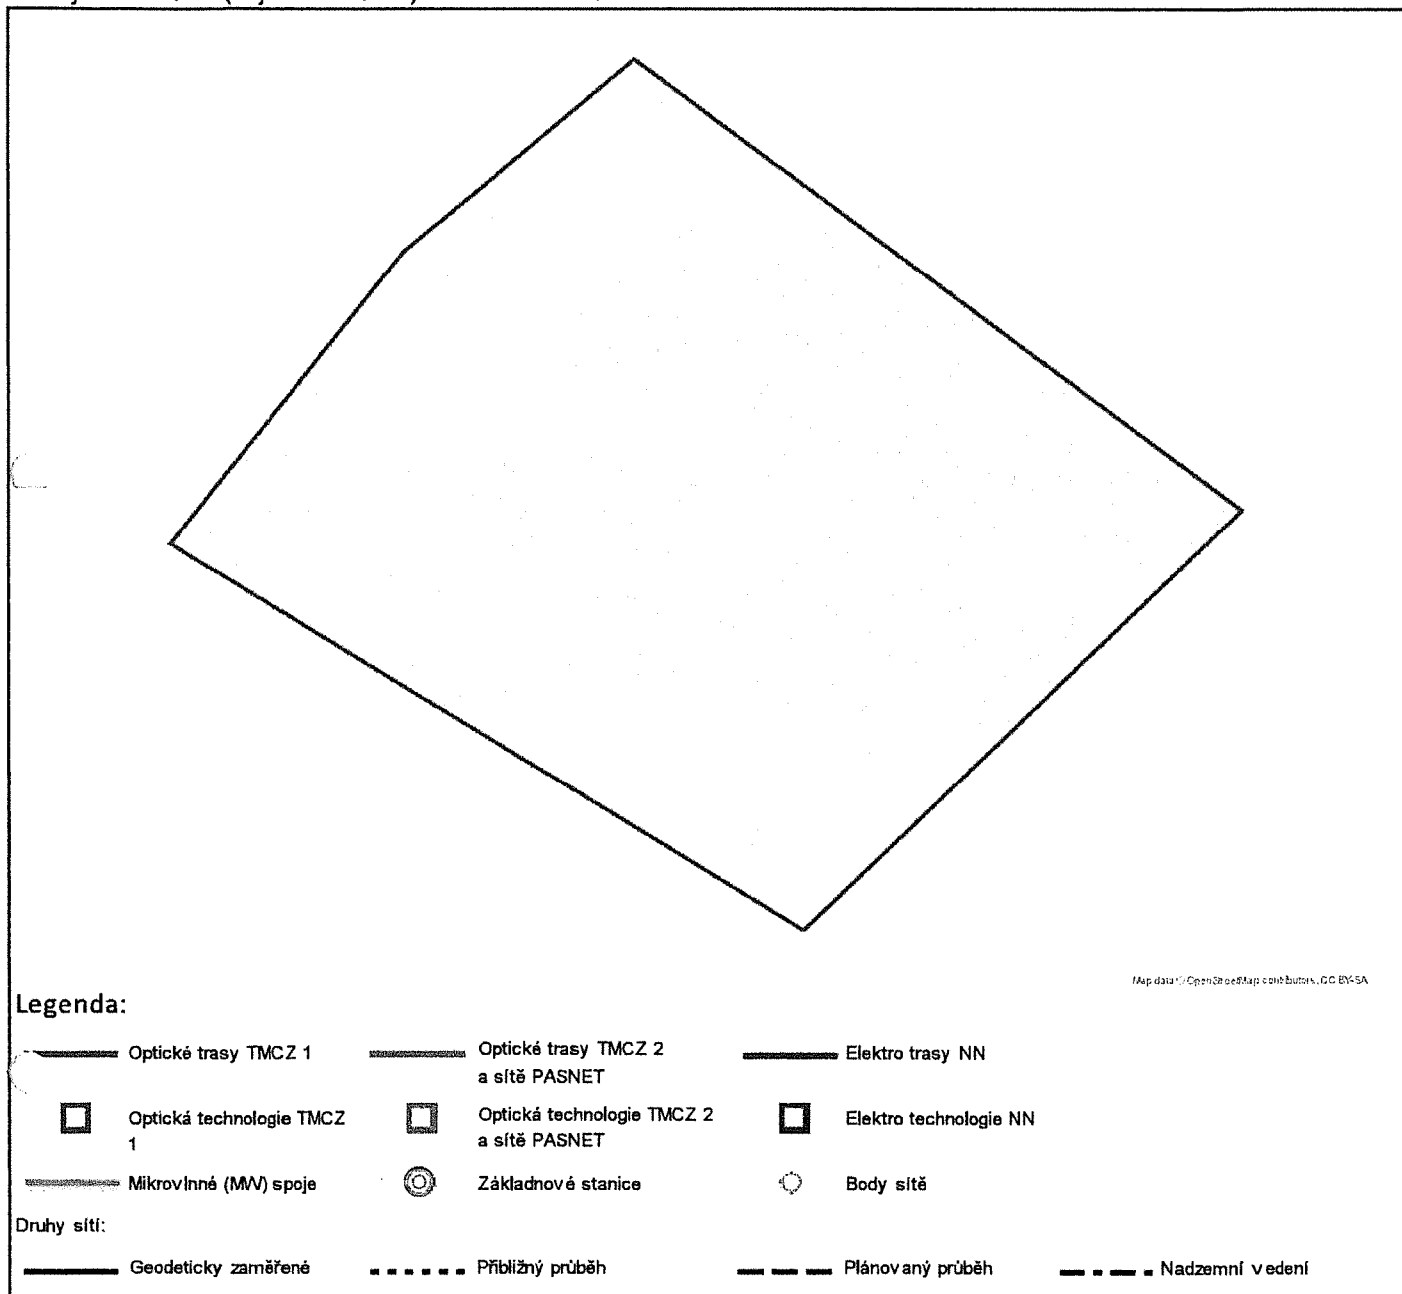 Map data © OpenStreetMap contributors, CC BY-SA
Legenda:
Optické trasy TMCZ 1
Optické trasy TMCZ 2
a sítě PASNET
Elektro trasy NN
Optická technologie TMCZ
1
Optická technologie TMCZ 2
a sítě PASNET
Elektro technologie NN
Mikrovlnné (MW) spoje
Základnové stanice
Body sítě
Druhy sítí:
Geodeticky zaměřené
Přibližný průběh
Plánovaný průběh
Nadzemní vedení